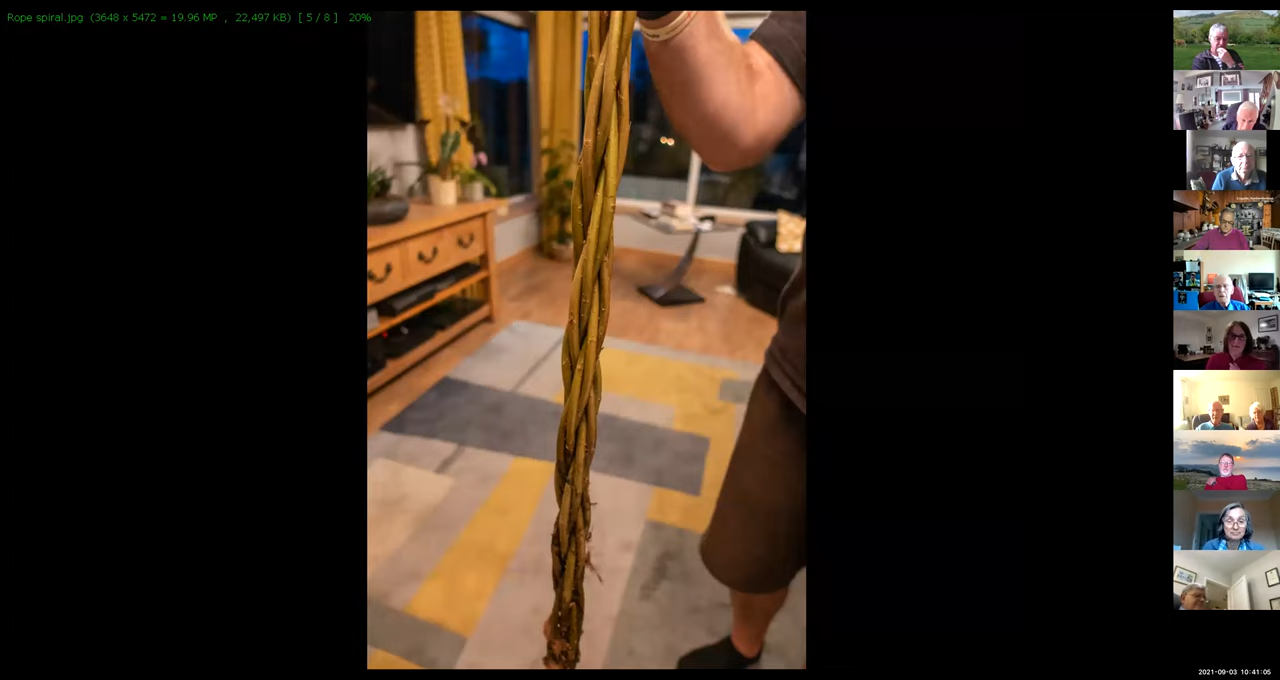 Rope spiral.jpg (3648 x 5472 = 19.96 MP , 22,497 KB) [ 5 / 8 ] 20%
2021-09-03 10:41:05